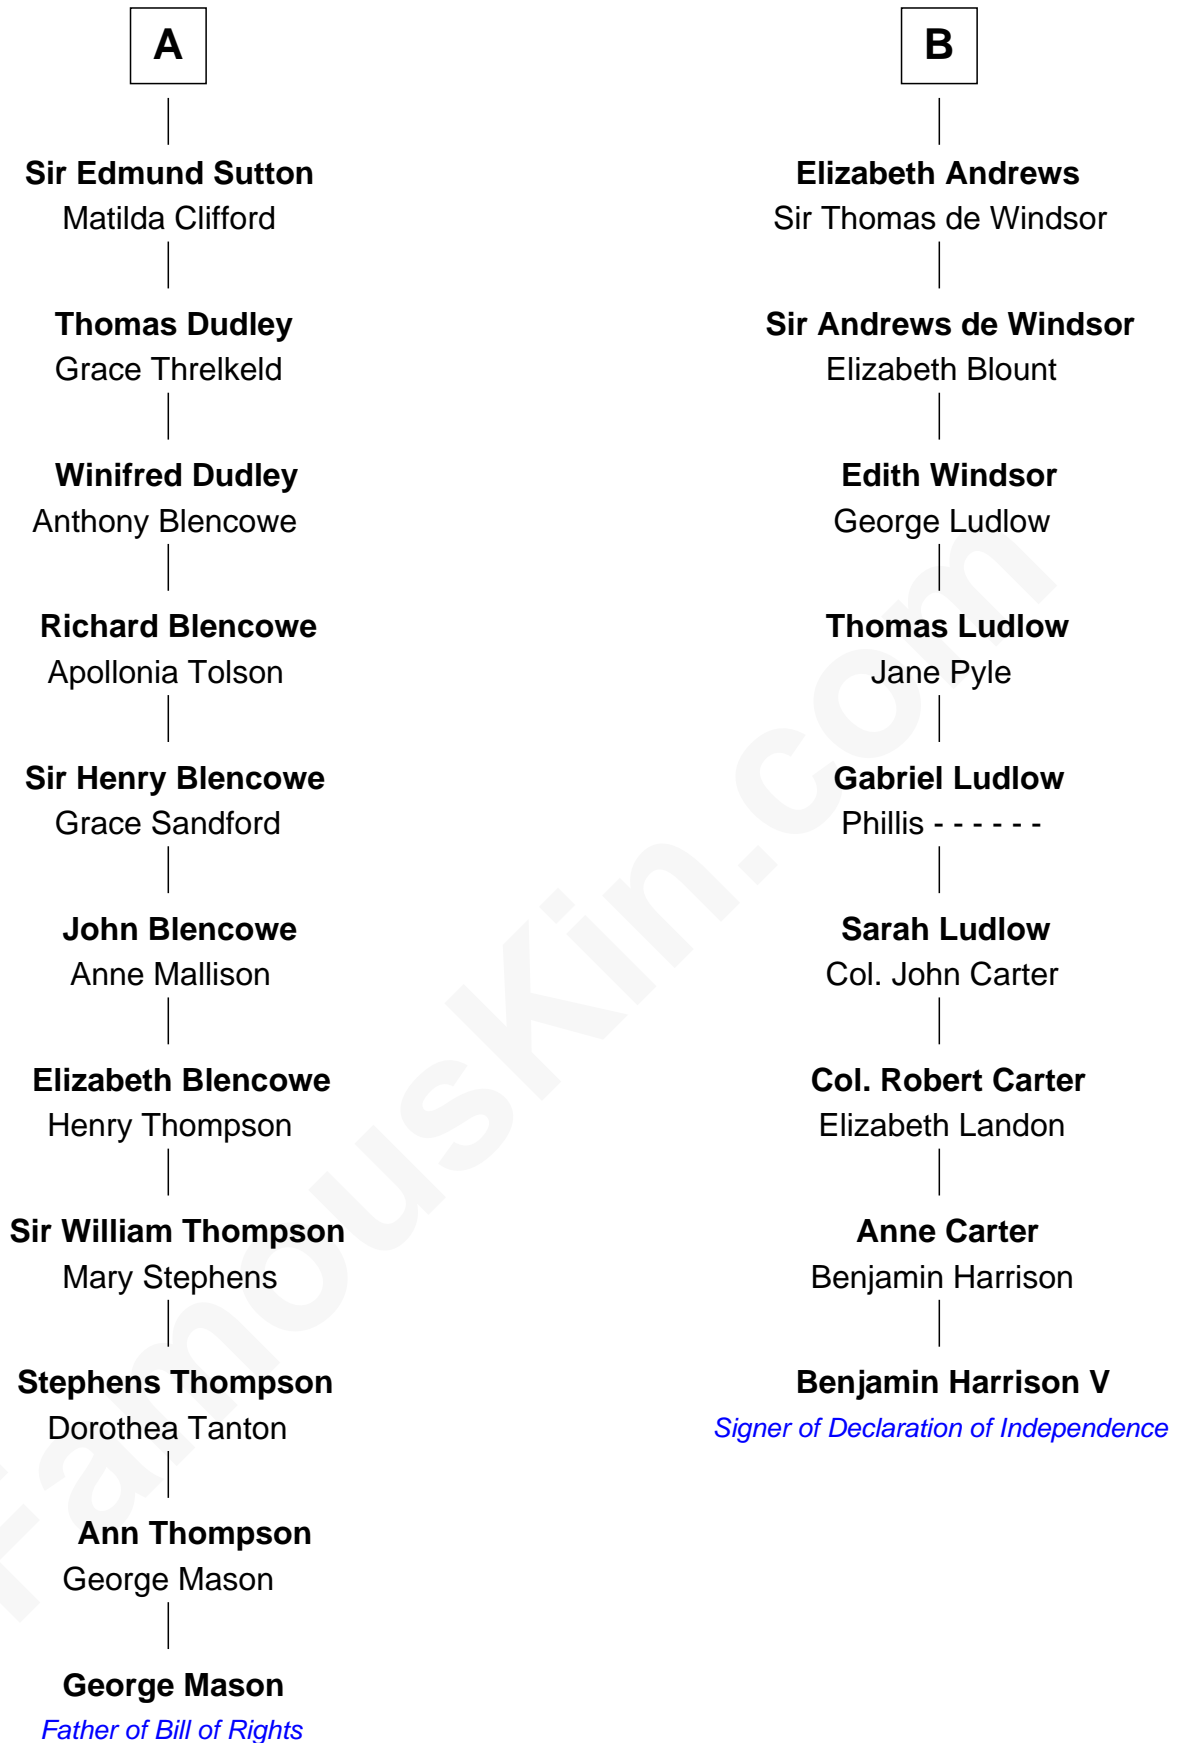 A
Sir Edmund Sutton
Matilda Clifford
Thomas Dudley
Grace Threlkeld
Winifred Dudley
Anthony Blencowe
Richard Blencowe
Apollonia Tolson
Sir Henry Blencowe
Grace Sandford
John Blencowe
Anne Mallison
Elizabeth Blencowe
Henry Thompson
Sir William Thompson
Mary Stephens
Stephens Thompson
Dorothea Tanton
Ann Thompson
George Mason
George Mason
Father of Bill of Rights
B
Elizabeth Andrews
Sir Thomas de Windsor
Sir Andrews de Windsor
Elizabeth Blount
Edith Windsor
George Ludlow
Thomas Ludlow
Jane Pyle
Gabriel Ludlow
Phillis - - - - - -
Sarah Ludlow
Col. John Carter
Col. Robert Carter
Elizabeth Landon
Anne Carter
Benjamin Harrison
Benjamin Harrison V
Signer of Declaration of Independence
FamousKin.com